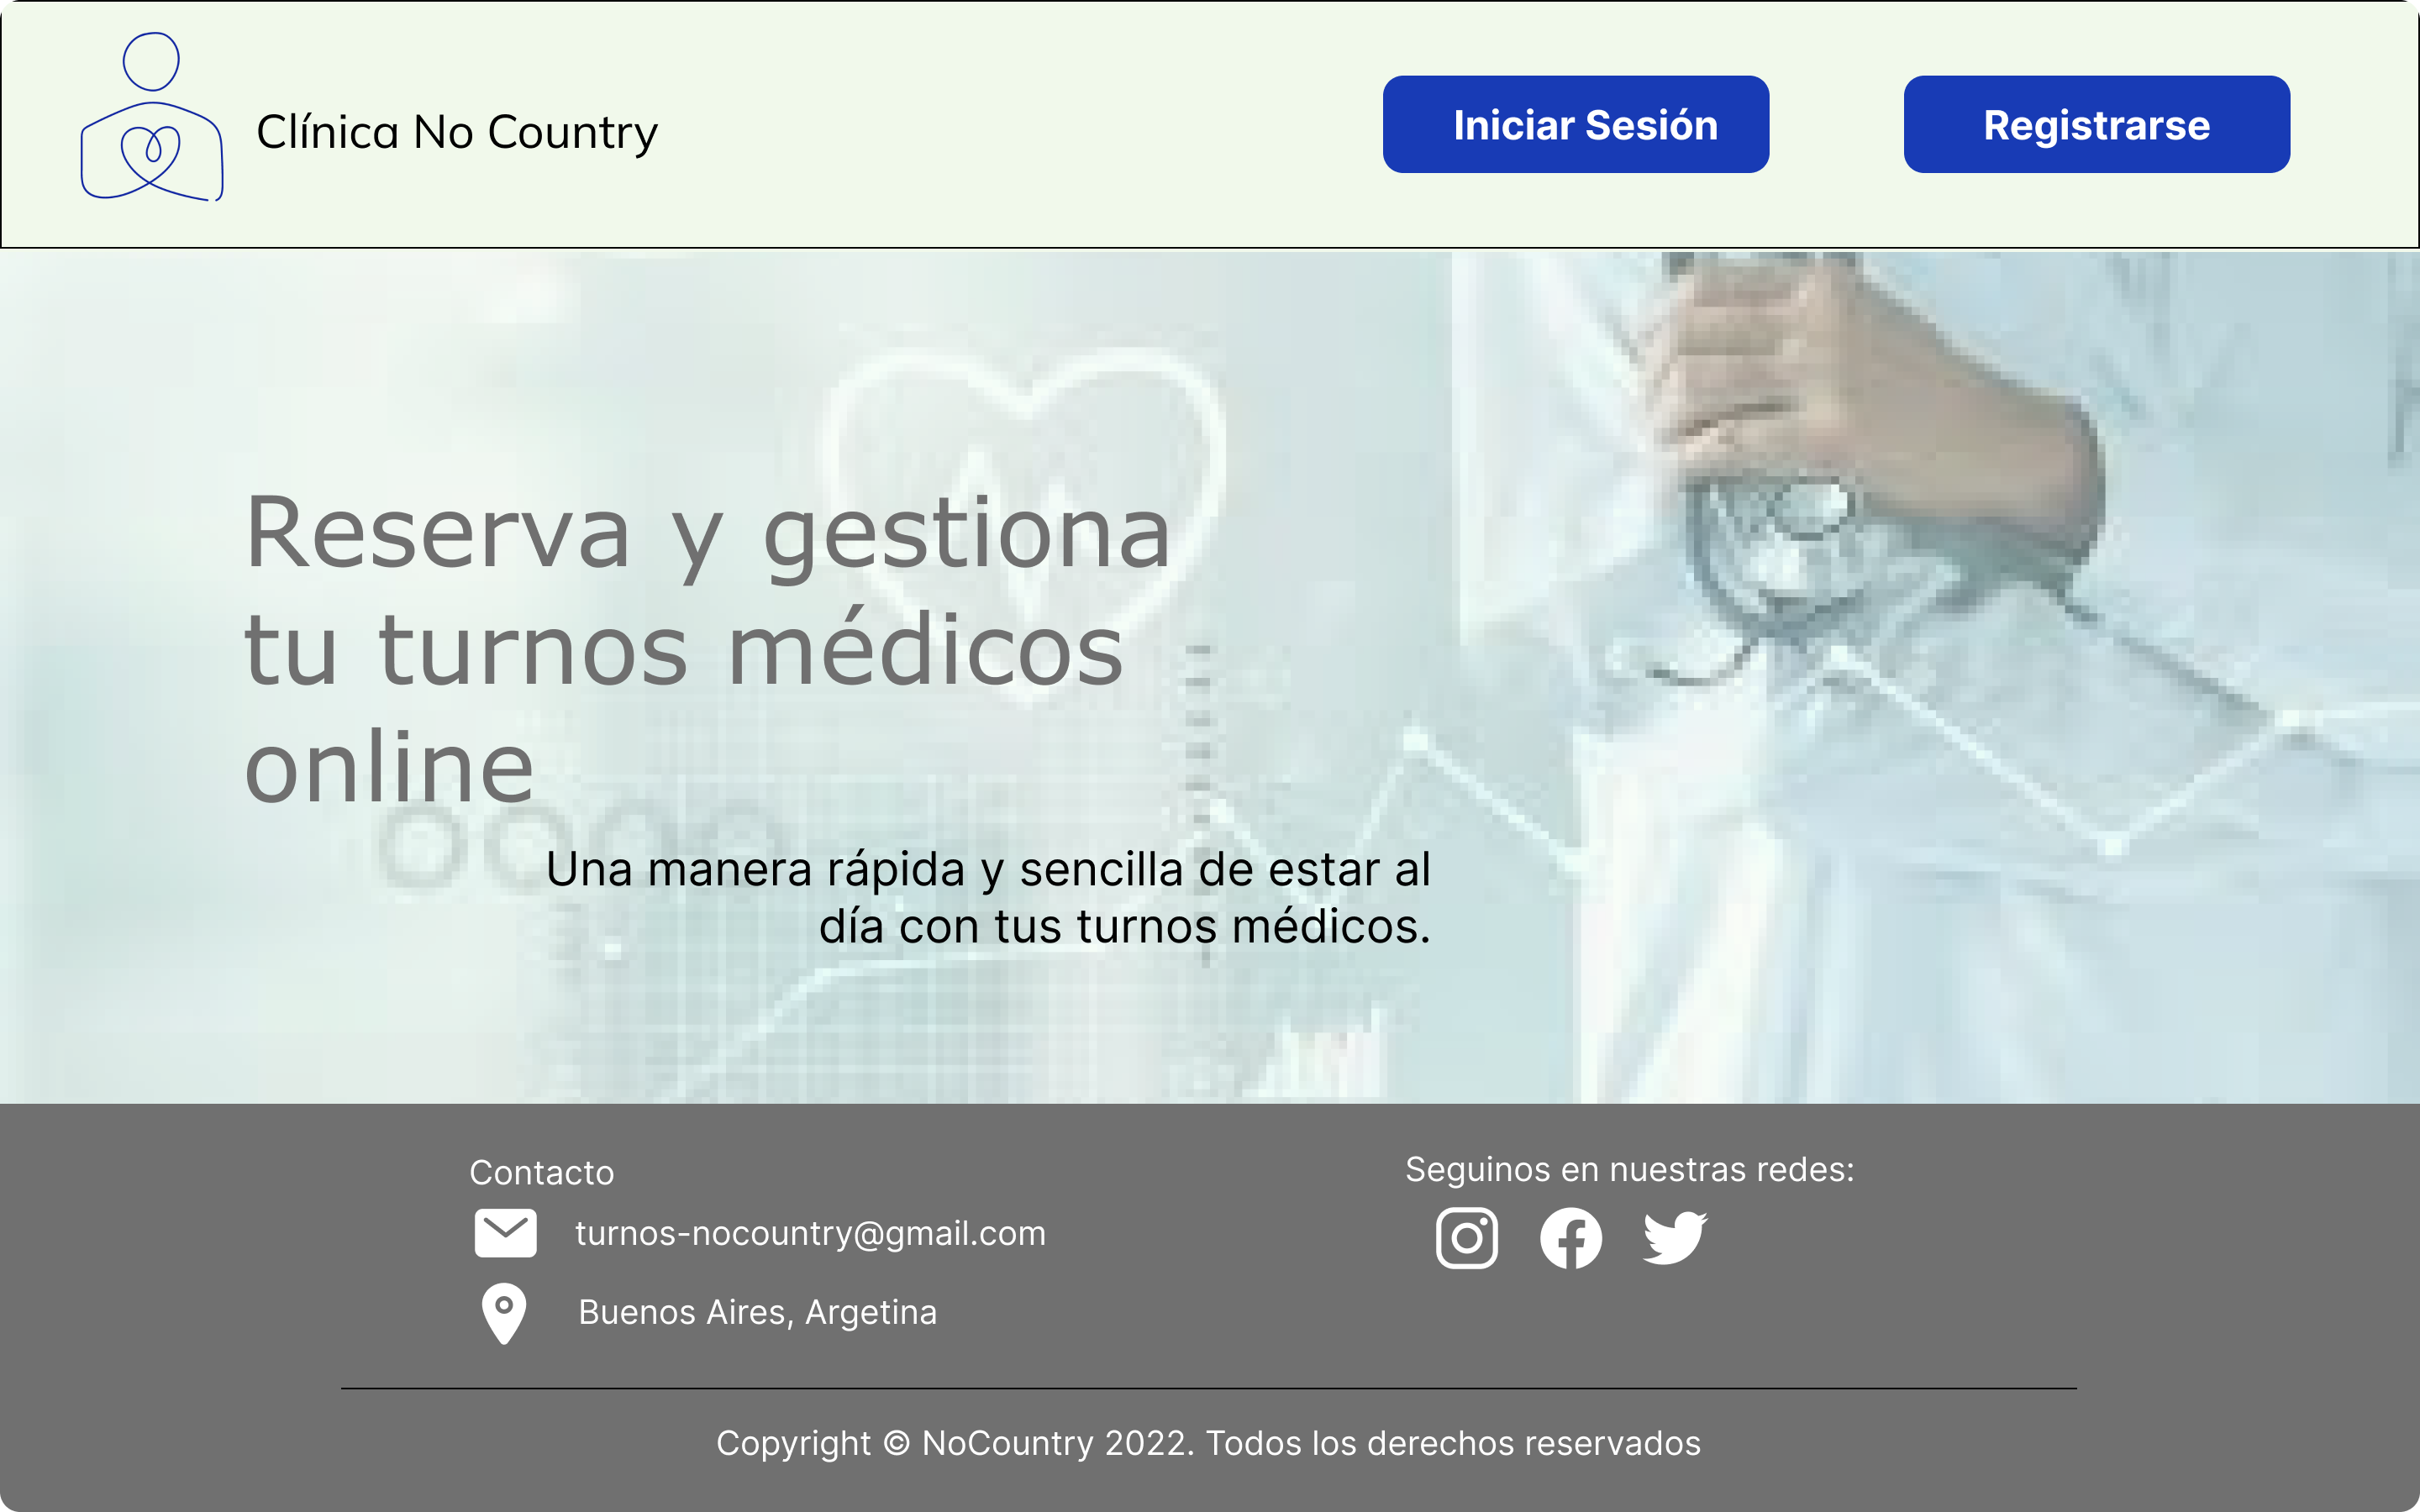 Clínica No Country
Iniciar Sesión
Registrarse
Reserva y gestiona
tu turnos médicos
online
Una manera rápida y sencilla de estar al
día con tus turnos médicos.
Contacto
turnos-nocountry@gmail.com
Buenos Aires, Argetina
Seguinos en nuestras redes:
Copyright © NoCountry 2022. Todos los derechos reservados